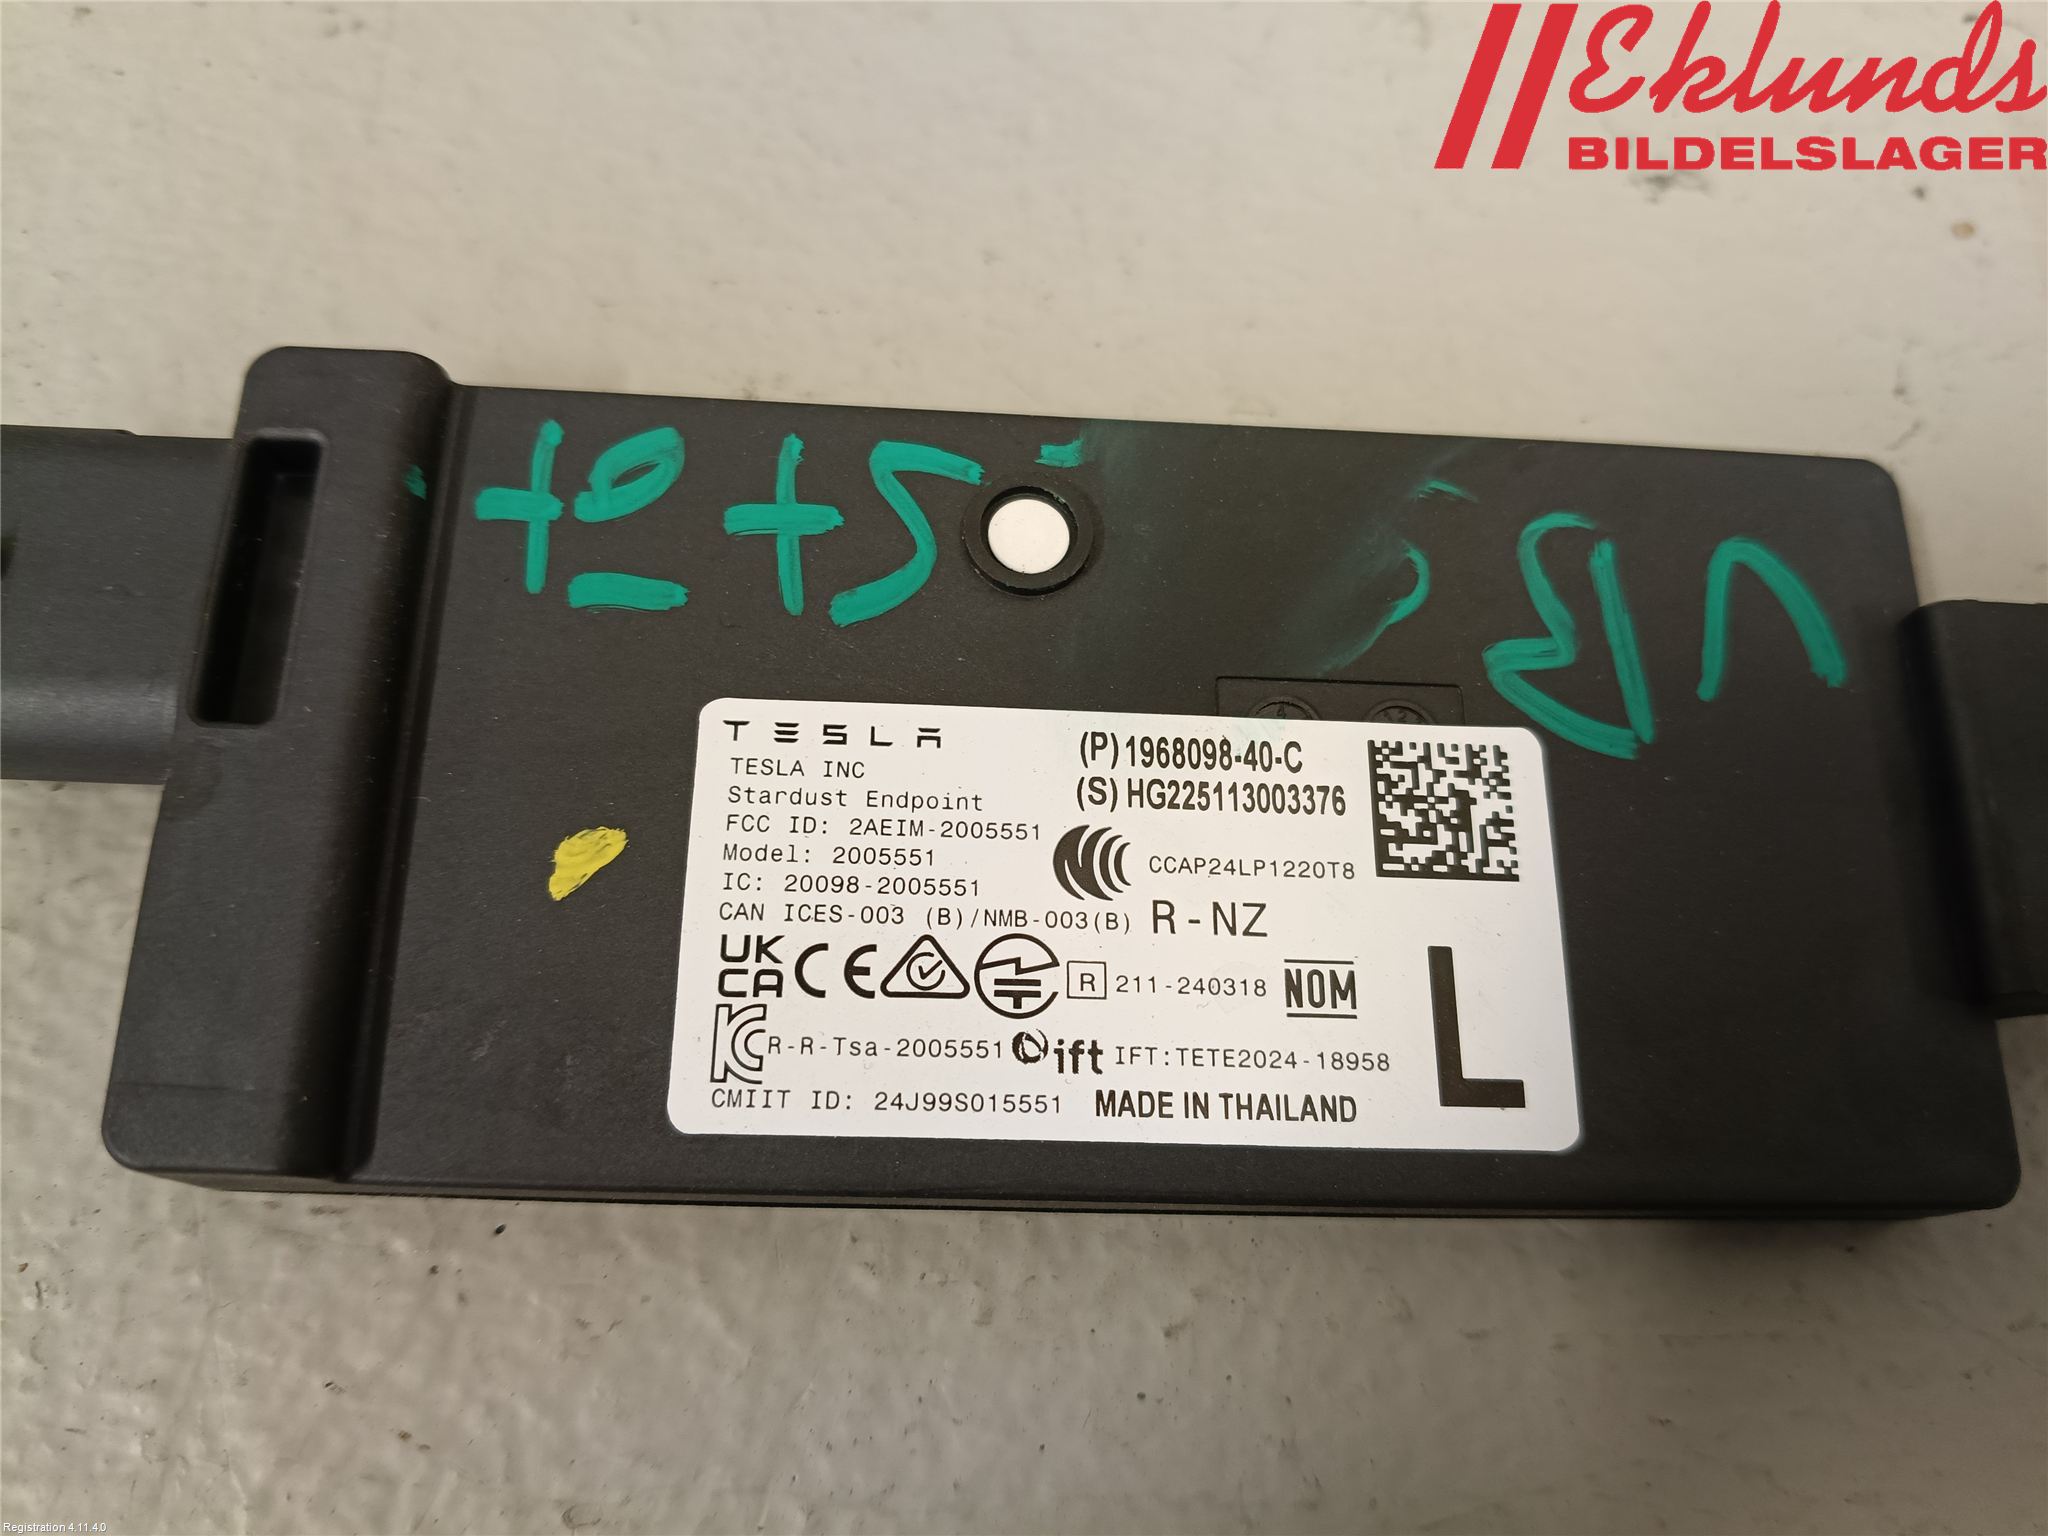 Eklunds
BILDELSLAGER
TESLA
TESLA INC
Stardust Endpoint
FCC ID: 2AEIM-2005551
Model: 2005551
IC: 20098-2005551
CAN ICES-003 (B)/NMB-003(B)
(P) 1968098-40-C
(S) HG225113003376
CCAP24LP1220T8
R-NZ
UK
CA CE R 211-240318 NOM
KC R-R-Tsa-2005551 ift IFT:TETE2024-18958
CMIIT ID: 24J99S015551 MADE IN THAILAND
L
Registration 4.11.4.0